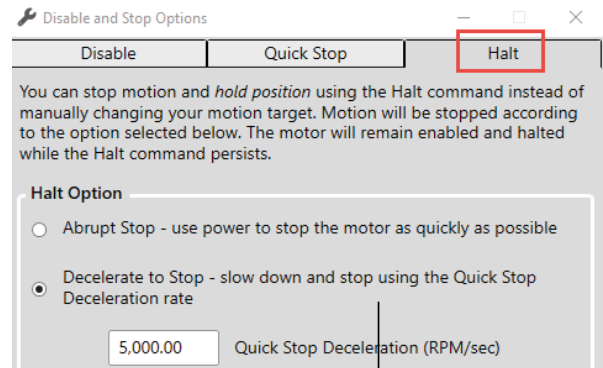 Disable and Stop Options
Disable
Quick Stop
Halt
You can stop motion and hold position using the Halt command instead of
manually changing your motion target. Motion will be stopped according
to the option selected below. The motor will remain enabled and halted
while the Halt command persists.
Halt Option
Abrupt Stop - use power to stop the motor as quickly as possible
Decelerate to Stop - slow down and stop using the Quick Stop
Deceleration rate
5,000.00 Quick Stop Deceleration (RPM/sec)